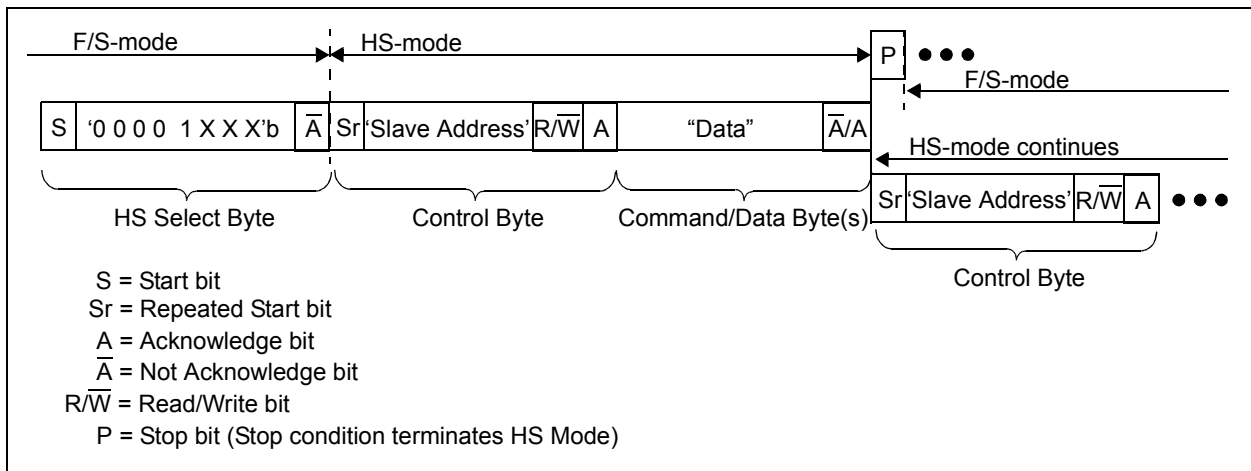 F/S-mode HS-mode
P •••
F/S-mode
S '0 0 0 0 1 X X X'b A̅ Sr 'Slave Address' R/W̅ A "Data" A̅/A
HS-mode continues
HS Select Byte Control Byte Command/Data Byte(s)
Sr 'Slave Address' R/W̅ A •••
Control Byte
S = Start bit
Sr = Repeated Start bit
A = Acknowledge bit
A̅ = Not Acknowledge bit
R/W̅ = Read/Write bit
P = Stop bit (Stop condition terminates HS Mode)